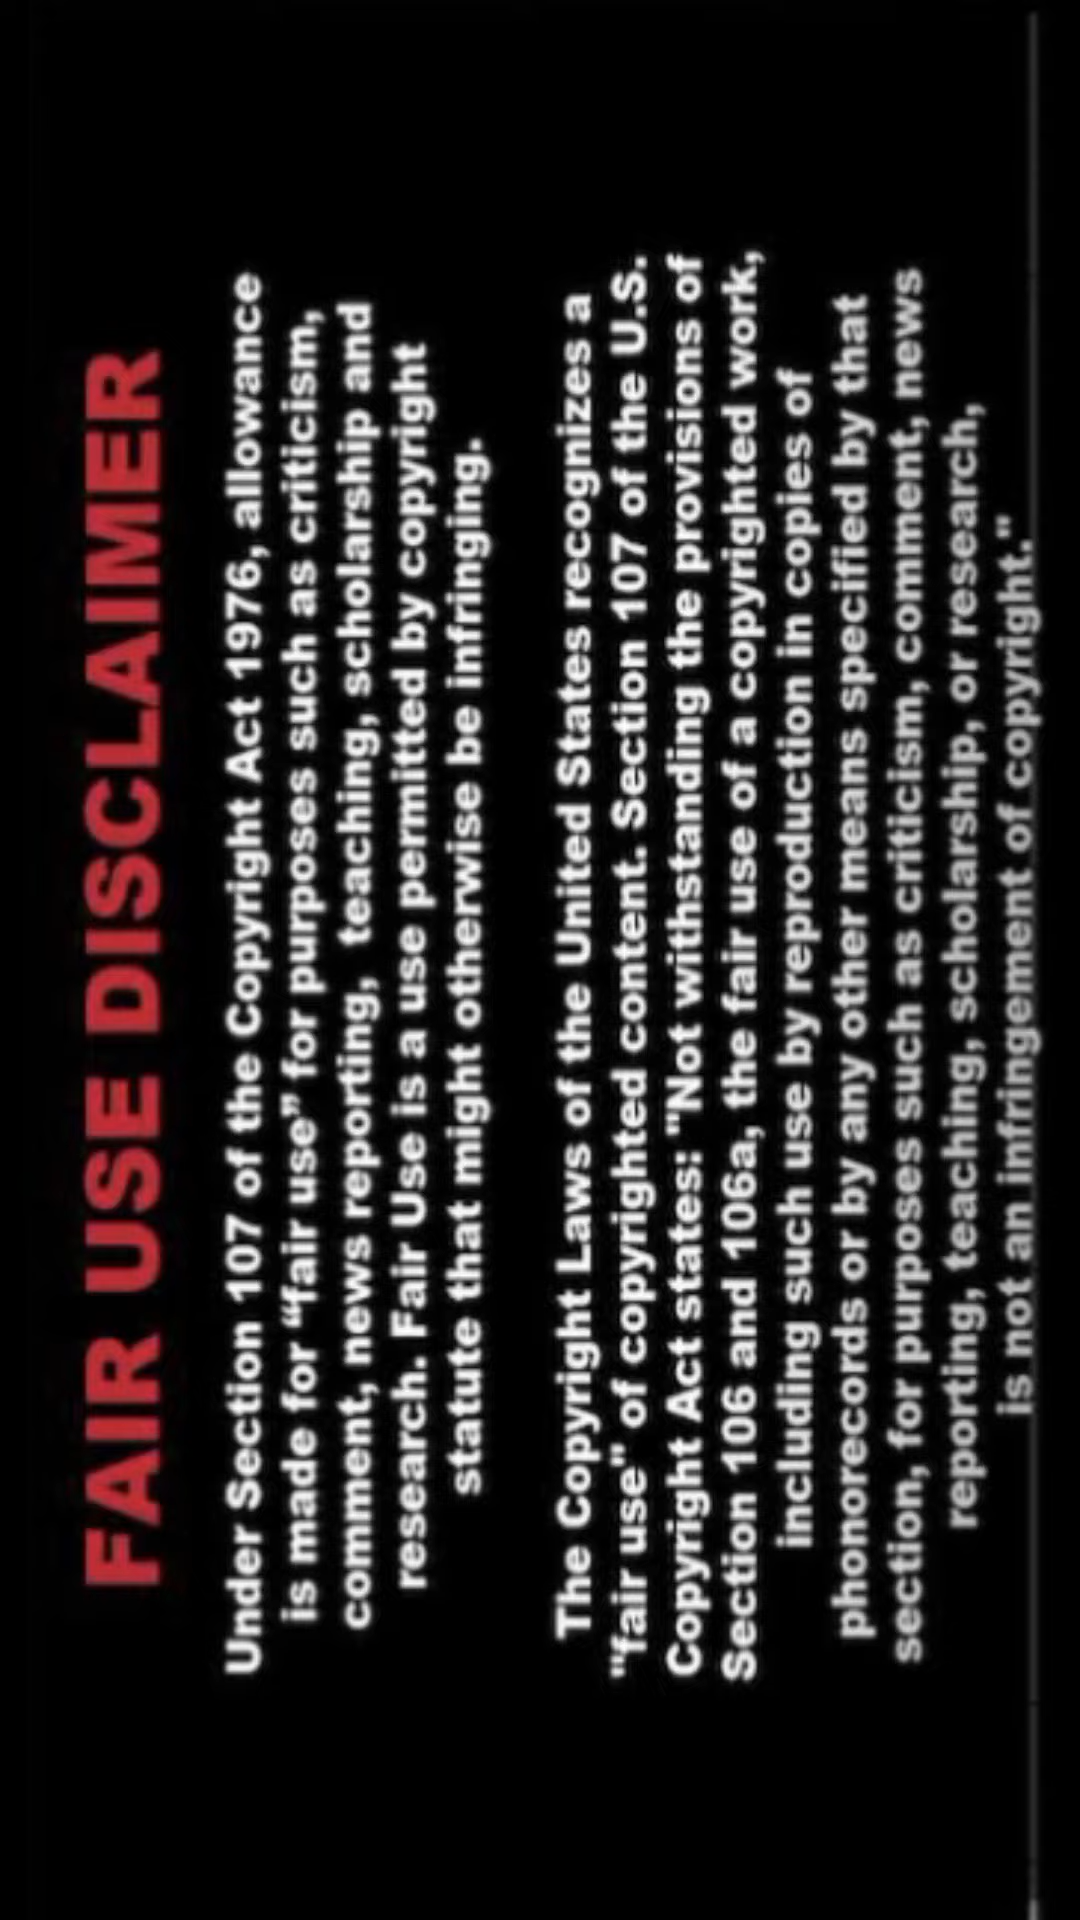 FAIR USE DISCLAIMER
Under Section 107 of the Copyright Act 1976, allowance
is made for “fair use” for purposes such as criticism,
comment, news reporting, teaching, scholarship and
research. Fair Use is a use permitted by copyright
statute that might otherwise be infringing.
The Copyright Laws of the United States recognizes a
"fair use" of copyrighted content. Section 107 of the U.S.
Copyright Act states: "Not withstanding the provisions of
Section 106 and 106a, the fair use of a copyrighted work,
including such use by reproduction in copies of
phonorecords or by any other means specified by that
section, for purposes such as criticism, comment, news
reporting, teaching, scholarship, or research,
is not an infringement of copyright."